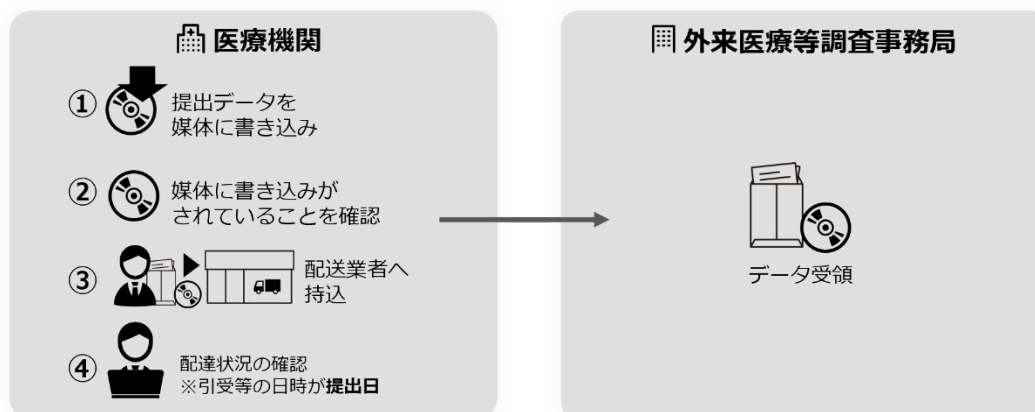 医療機関
① 提出データを
媒体に書き込み
② 媒体に書き込みが
されていることを確認
③ 配送業者へ
持込
④ 配達状況の確認
※引受等の日時が提出日
外来医療等調査事務局
データ受領